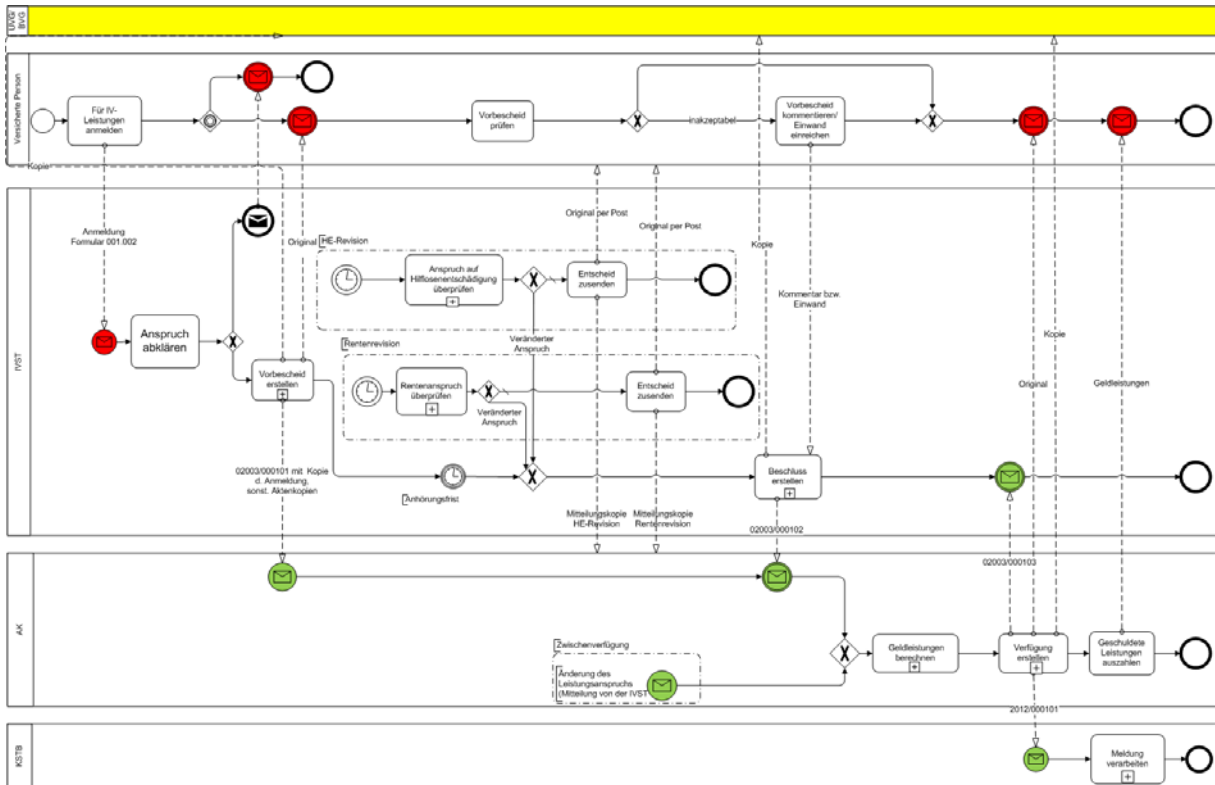 UVG/
BVG
Versicherte Person
Für IV-
Leistungen
anmelden
Vorbescheid
prüfen
inakzeptabel
Vorbescheid
kommentieren/
Einwand
einreichen
Kopie
IVST
Anmeldung
Formular 001.002
Original
HE-Revision
Original per Post
Original per Post
Kopie
Anspruch auf
Hilflosenentschädigung
überprüfen
Entscheid
zusenden
Kommentar bzw.
Einwand
Kopie
Anspruch
abklären
Veränderter
Anspruch
Rentenrevision
Vorbescheid
erstellen
Rentenanspruch
überprüfen
Entscheid
zusenden
Original
Geldleistungen
Veränderter
Anspruch
02003/000101 mit Kopie
d. Anmeldung,
sonst. Aktenkopien
Anhörungsfrist
Beschluss
erstellen
Mitteilungskopie
HE-Revision
Mitteilungskopie
Rentenrevision
02003/000102
02003/000103
AK
Zwischenverfügung
Änderung des
Leistungsanspruchs
(Mitteilung von der IVST
Geldleistungen
berechnen
Verfügung
erstellen
Geschuldete
Leistungen
auszahlen
2012/000101
KSTB
Meldung
verarbeiten